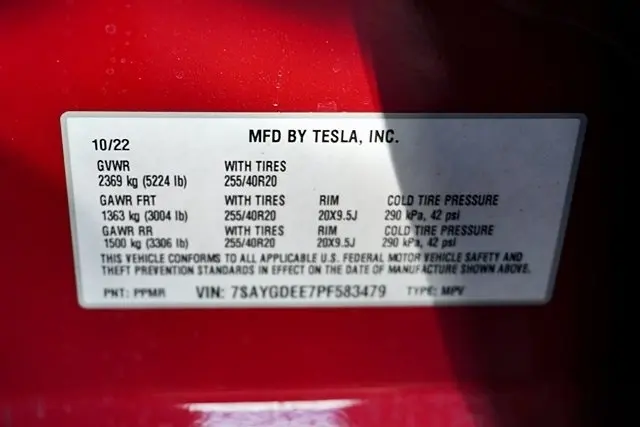 MFD BY TESLA, INC.
10/22
GVWR WITH TIRES
2369 kg (5224 lb) 255/40R20
GAWR FRT WITH TIRES RIM COLD TIRE PRESSURE
1363 kg (3004 lb) 255/40R20 20X9.5J 290 kPa, 42 psi
GAWR RR WITH TIRES RIM COLD TIRE PRESSURE
1500 kg (3306 lb) 255/40R20 20X9.5J 290 kPa, 42 psi
THIS VEHICLE CONFORMS TO ALL APPLICABLE U.S. FEDERAL MOTOR VEHICLE SAFETY AND
THEFT PREVENTION STANDARDS IN EFFECT ON THE DATE OF MANUFACTURE SHOWN ABOVE.
PNT: PPMR VIN: 7SAYGDEE7PF583479 TYPE: MPV